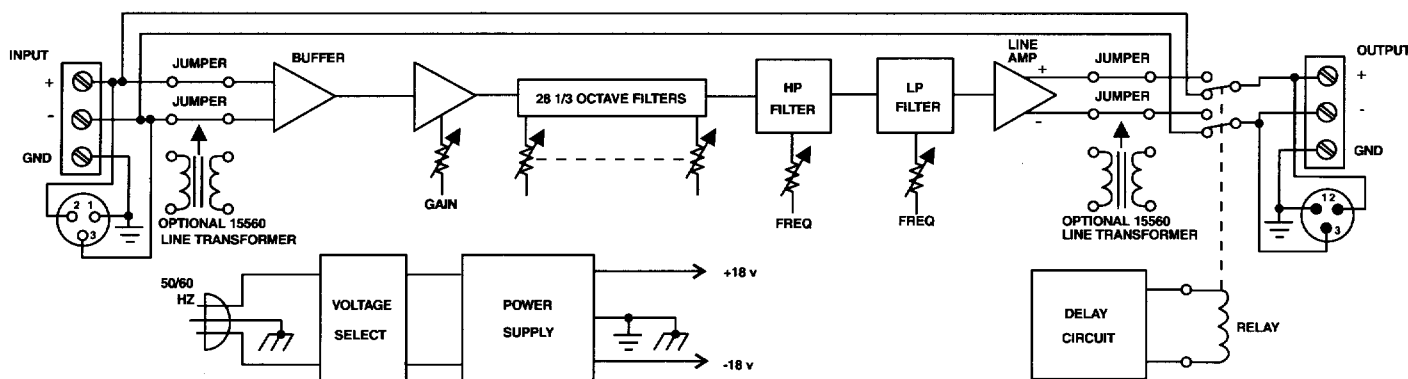 INPUT
+
-
GND
2 1
3
JUMPER
JUMPER
OPTIONAL 15560
LINE TRANSFORMER
BUFFER
GAIN
28 1/3 OCTAVE FILTERS
HP
FILTER
FREQ
LP
FILTER
FREQ
LINE
AMP
+
-
JUMPER
JUMPER
OPTIONAL 15560
LINE TRANSFORMER
OUTPUT
+
-
GND
1 2
3
50/60
HZ
VOLTAGE
SELECT
POWER
SUPPLY
+18 v
-18 v
DELAY
CIRCUIT
RELAY